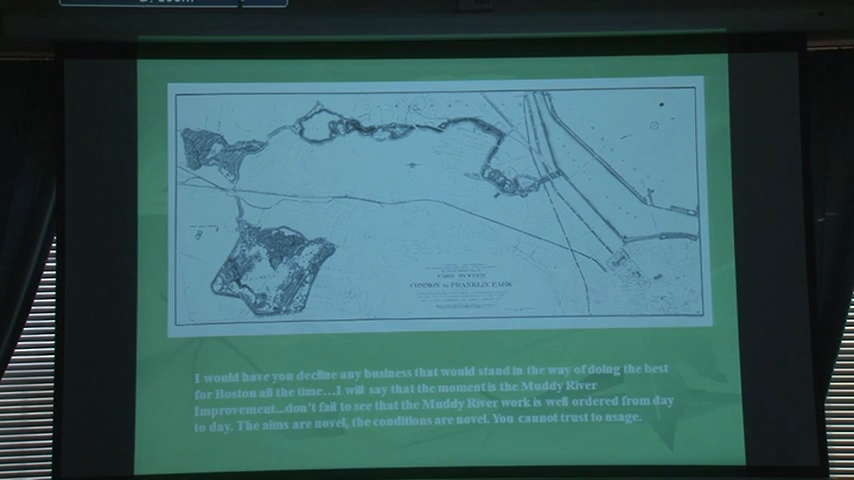 PARK SYSTEM
COMMON TO FRANKLIN PARK
I would have you decline any business that would stand in the way of doing the best
for Boston all the time…I will say that the moment is the Muddy River
Improvement...don't fail to see that the Muddy River work is well ordered from day
to day. The aims are novel, the conditions are novel. You cannot trust to usage.